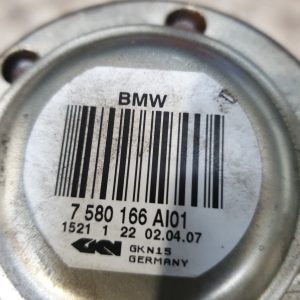 BMW
7 580 166 AI01
1521 1 22 02.04.07
GKN GKN15
GERMANY